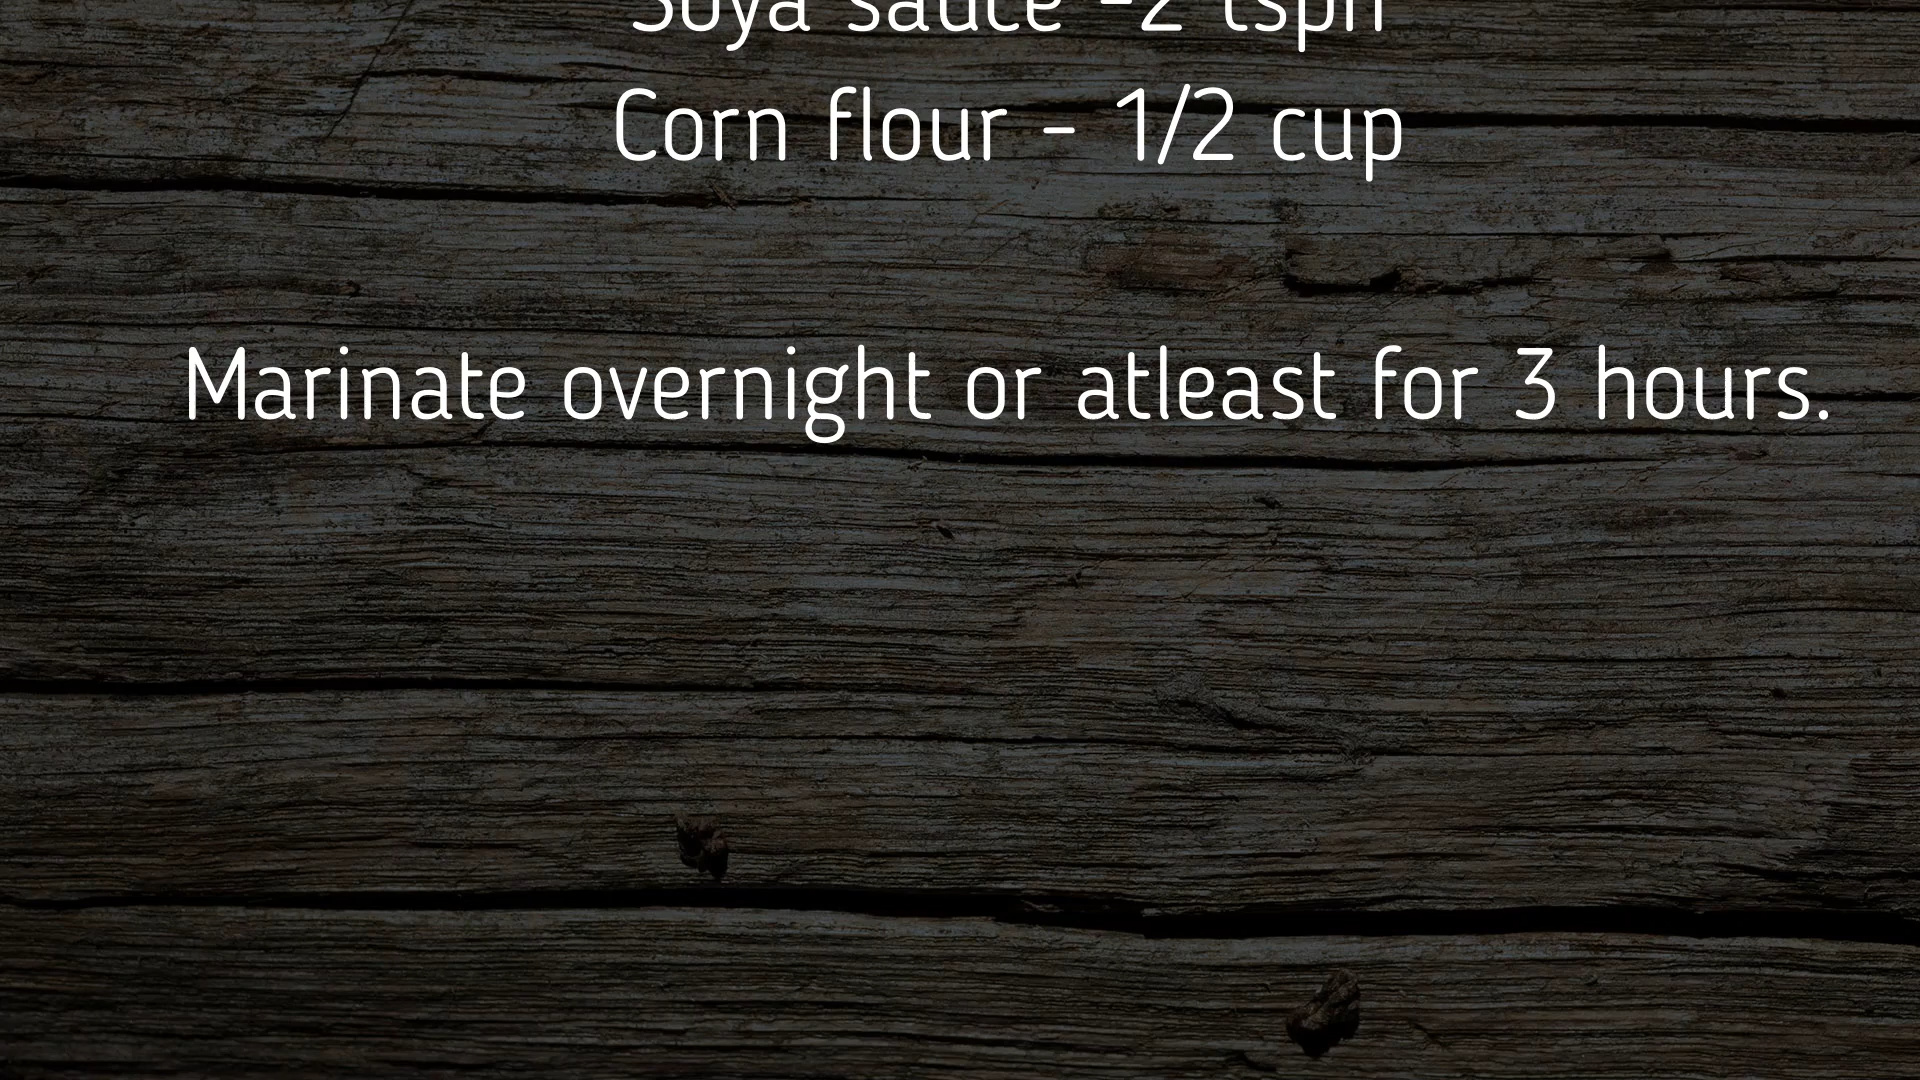 Soya sauce -2 tspn
Corn flour - 1/2 cup
Marinate overnight or atleast for 3 hours.